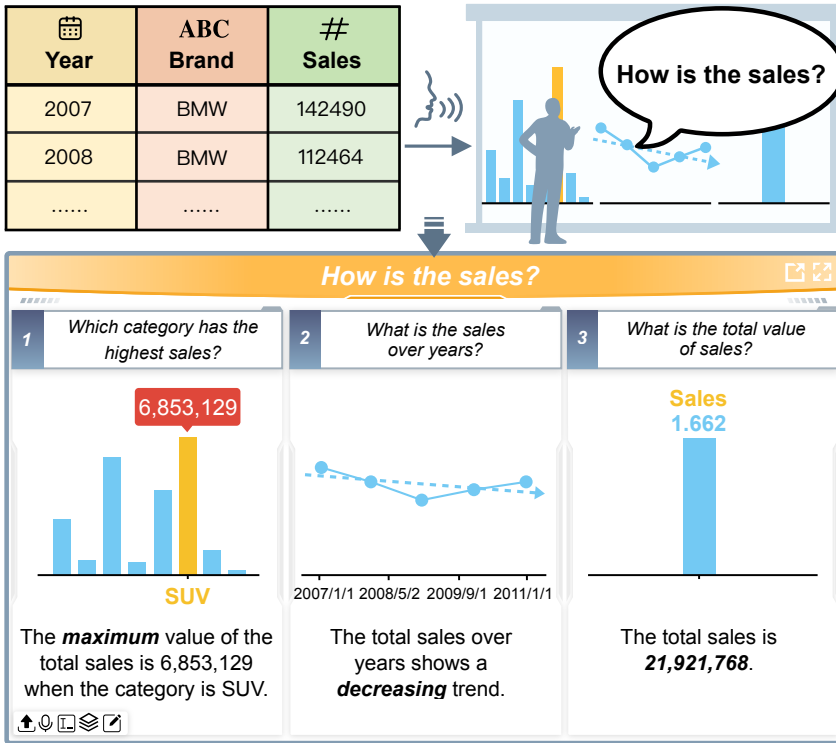 ABC
#
Year
Brand
Sales
2007
BMW
142490
2008
BMW
112464
......
......
......
How is the sales?
How is the sales?
1
Which category has the
highest sales?
2
What is the sales
over years?
3
What is the total value
of sales?
6,853,129
SUV
2007/1/1 2008/5/2 2009/9/1 2011/1/1
Sales
1.662
The maximum value of the
total sales is 6,853,129
when the category is SUV.
The total sales over
years shows a
decreasing trend.
The total sales is
21,921,768.